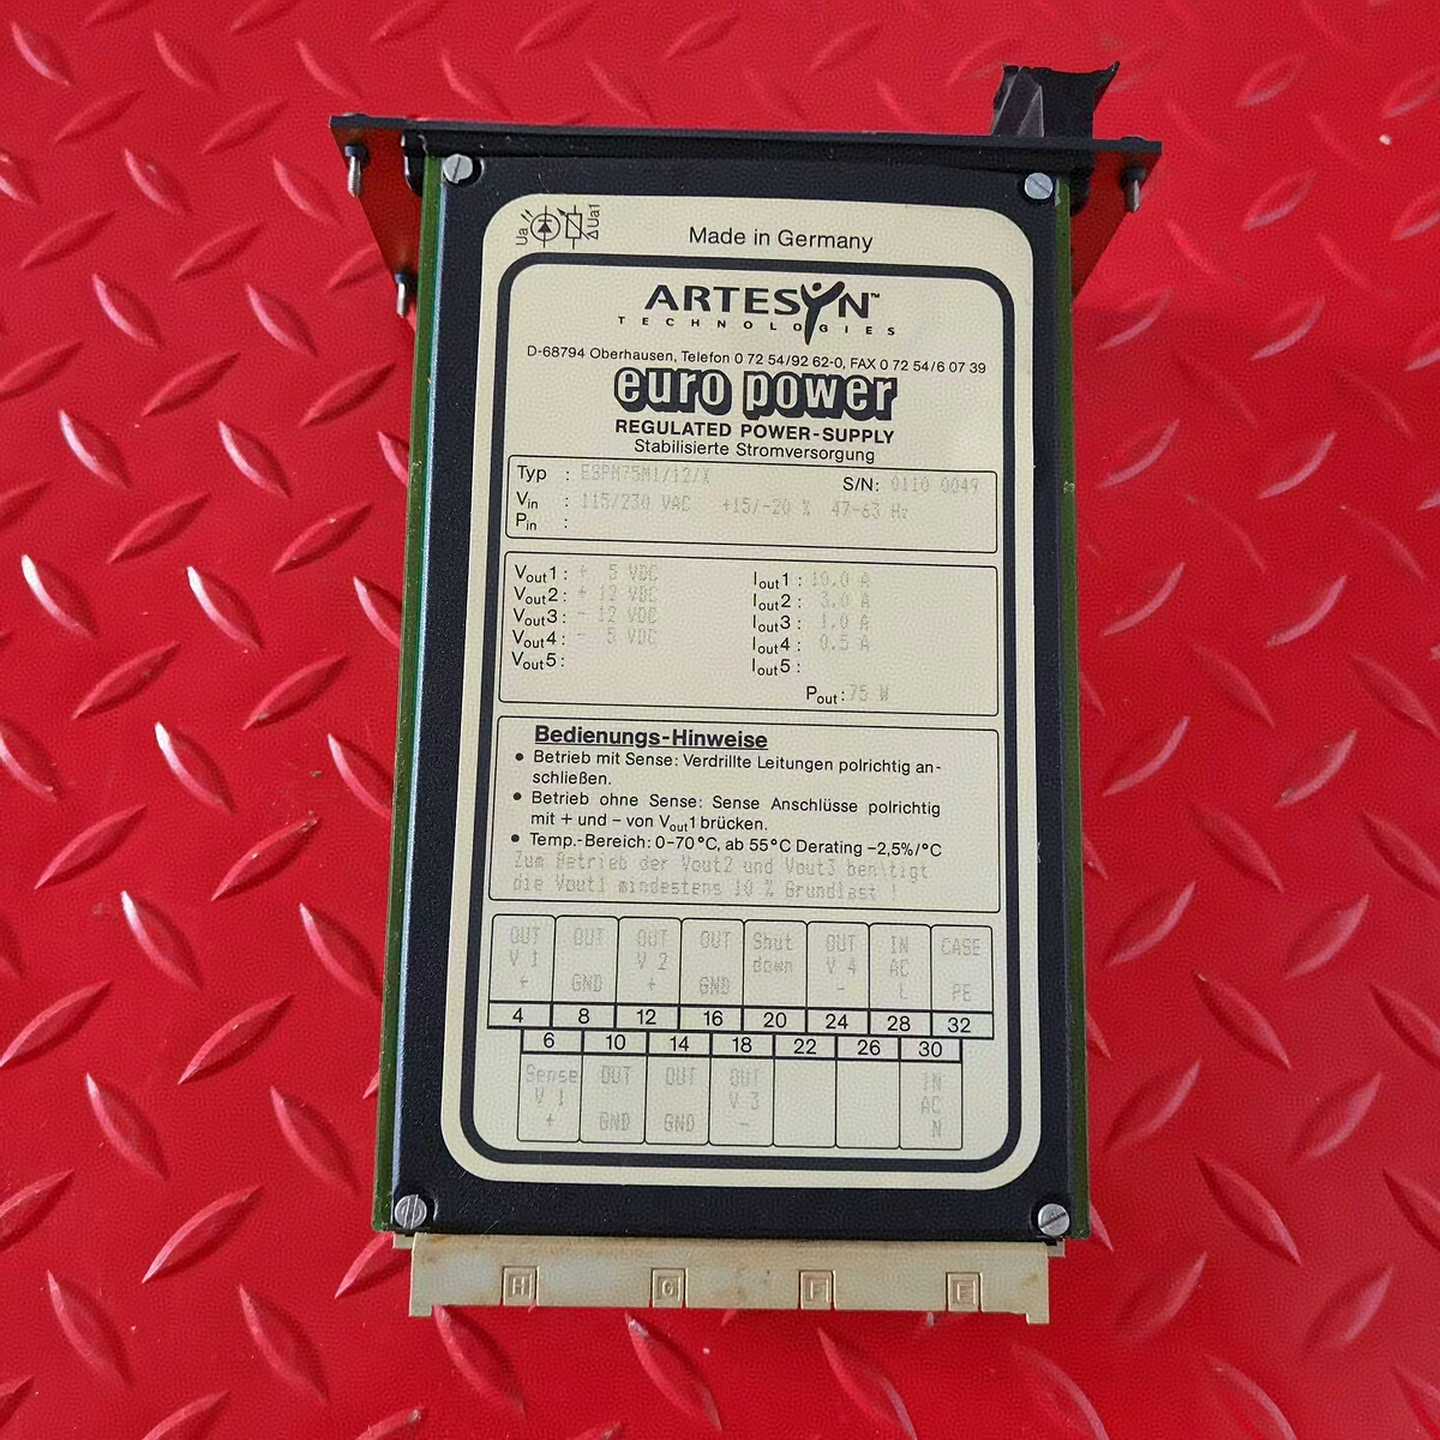 Ua ΔUa1
Made in Germany
ARTESYN™
TECHNOLOGIES
D-68794 Oberhausen, Telefon 0 72 54/92 62-0, FAX 0 72 54/6 07 39
euro power
REGULATED POWER-SUPPLY
Stabilisierte Stromversorgung
Typ : ESPM75M1/12/X S/N: 0110 0049
Vin : 115/230 VAC +15/-20 % 47-63 Hz
Pin :
Vout1 : + 5 VDC Iout1 : 10.0 A
Vout2 : + 12 VDC Iout2 : 3.0 A
Vout3 : - 12 VDC Iout3 : 1.0 A
Vout4 : - 5 VDC Iout4 : 0.5 A
Vout5 : Iout5 :
Pout : 75 W
Bedienungs-Hinweise
● Betrieb mit Sense: Verdrillte Leitungen polrichtig an-
schließen.
● Betrieb ohne Sense: Sense Anschlüsse polrichtig
mit + und – von Vout1 brücken.
● Temp.-Bereich: 0–70°C, ab 55°C Derating –2,5%/°C
Zum Betrieb der Vout2 und Vout3 ben\tigt
die Vout1 mindestens 10 % Grundlast !
OUT OUT OUT OUT Shut OUT IN CASE
V 1 V 2 down V 4 AC
+ GND + GND - L PE
4 8 12 16 20 24 28 32
6 10 14 18 22 26 30
Sense OUT OUT OUT IN
V 1 V 3 AC
+ GND GND - N
H G F E